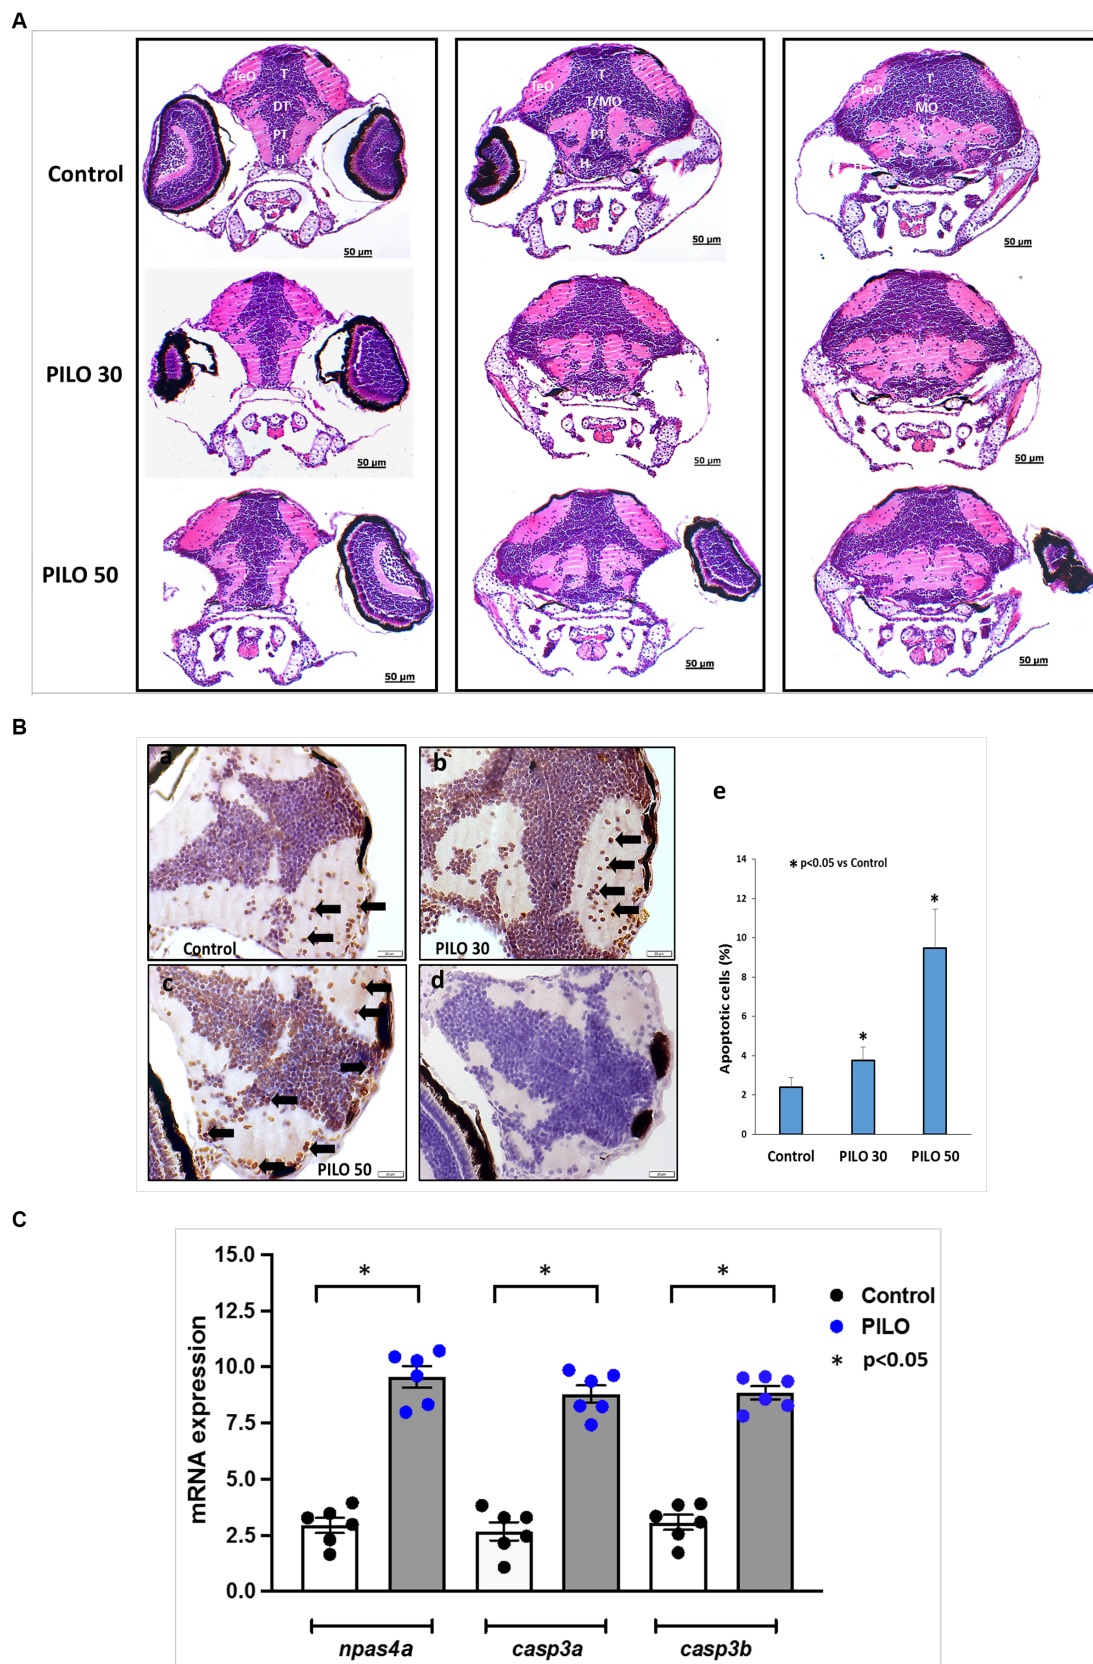 A
Control
TeO
T
DT
PT
H
50 µm
TeO
T
T/MO
PT
H
50 µm
TeO
T
MO
50 µm
PILO 30
50 µm
50 µm
50 µm
PILO 50
50 µm
50 µm
50 µm
B
a
Control
b
PILO 30
c
PILO 50
d
e
* p<0.05 vs Control
Apoptotic cells (%)
14
12
10
8
6
4
2
0
*
*
Control PILO 30 PILO 50
C
mRNA expression
15.0
12.5
10.0
7.5
5.0
2.5
0.0
* * *
Control
PILO
* p<0.05
npas4a casp3a casp3b